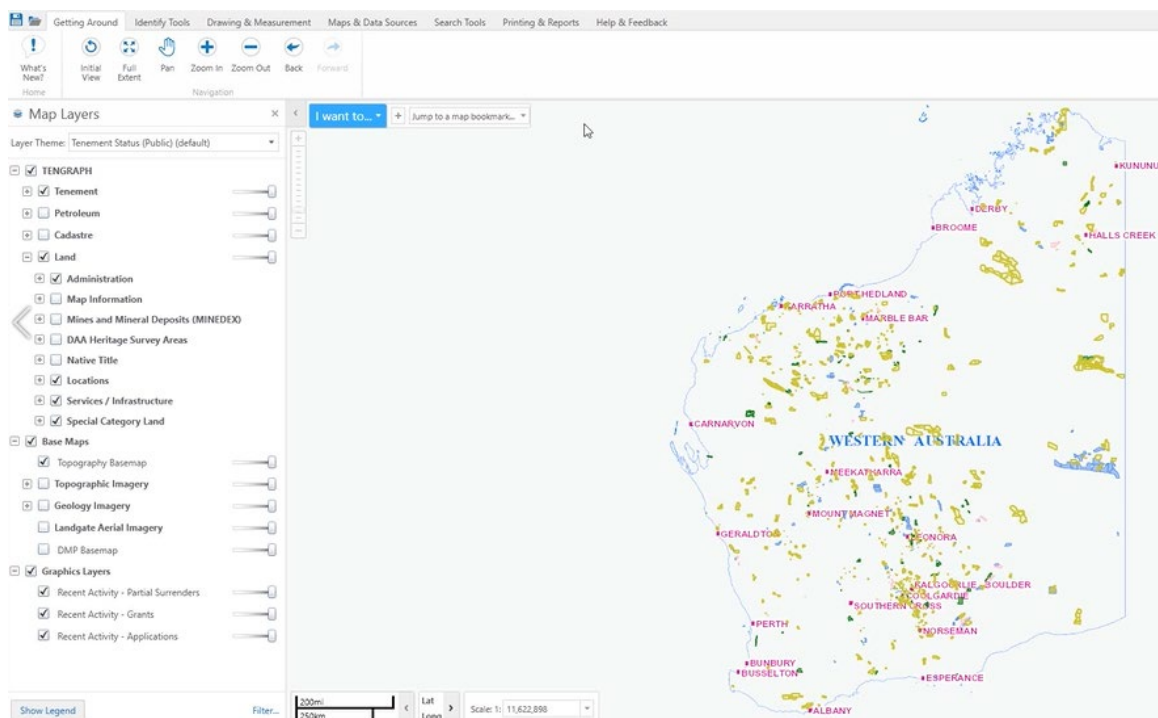 Getting Around Identify Tools Drawing & Measurement Maps & Data Sources Search Tools Printing & Reports Help & Feedback
What's New?
Initial View
Full Extent
Pan
Zoom In
Zoom Out
Back
Forward
Home
Navigation
Map Layers
Layer Theme: Tenement Status (Public) (default)
TENGRAPH
Tenement
Petroleum
Cadastre
Land
Administration
Map Information
Mines and Mineral Deposits (MINEDEX)
DAA Heritage Survey Areas
Native Title
Locations
Services / Infrastructure
Special Category Land
Base Maps
Topography Basemap
Topographic Imagery
Geology Imagery
Landgate Aerial Imagery
DMP Basemap
Graphics Layers
Recent Activity - Partial Surrenders
Recent Activity - Grants
Recent Activity - Applications
Show Legend
Filter...
I want to...
Jump to a map bookmark...
KUNUNU
DERBY
BROOME
HALLS CREEK
PORT HEDLAND
KARRATHA
MARBLE BAR
CARNARVON
WESTERN AUSTRALIA
MEEKATHARRA
MOUNT MAGNET
GERALDTON
LEONORA
KALGOORLIE - BOULDER
COOLGARDIE
SOUTHERN CROSS
PERTH
NORSEMAN
BUNBURY
BUSSELTON
ESPERANCE
ALBANY
200mi
250km
Lat
Long
Scale: 1: 11,622,898